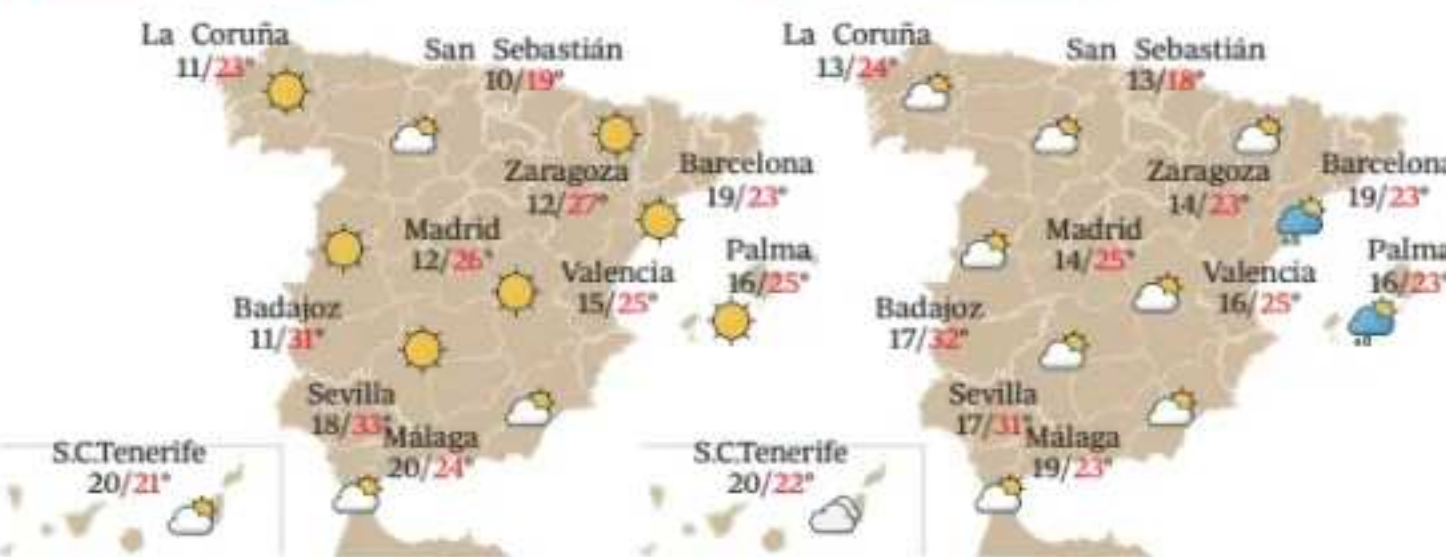 La Coruña
11/23°
San Sebastián
10/19°
Zaragoza
12/27°
Barcelona
19/23°
Madrid
12/26°
Valencia
15/25°
Palma
16/25°
Badajoz
11/31°
Sevilla
18/33°
Málaga
20/24°
S.C.Tenerife
20/21°
La Coruña
13/24°
San Sebastián
13/18°
Zaragoza
14/23°
Barcelona
19/23°
Madrid
14/25°
Valencia
16/25°
Palma
16/23°
Badajoz
17/32°
Sevilla
17/31°
Málaga
19/23°
S.C.Tenerife
20/22°